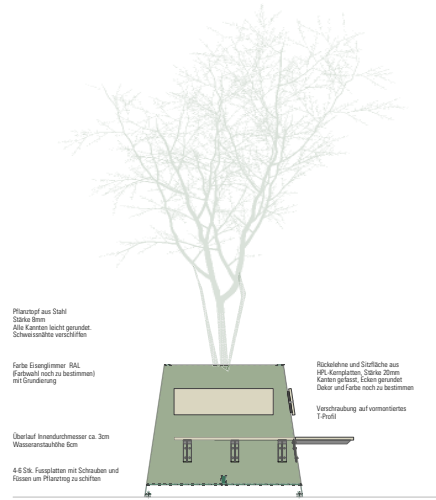 Pflanztopf aus Stahl
Stärke 8mm
Alle Kannten leicht gerundet.
Schweissnähte verschliffen
Farbe Eisenglimmer RAL
(Farbwahl noch zu bestimmen)
mit Grundierung
Überlauf Innendurchmesser ca. 3cm
Wasseranstauhöhe 6cm
4-6 Stk. Fussplatten mit Schrauben und
Füssen um Pflanztrog zu schiften
Rückelehne und Sitzfläche aus
HPL-Kernplatten, Stärke 20mm
Kanten gefasst, Ecken gerundet
Dekor und Farbe noch zu bestimmen
Verschraubung auf vormontiertes
T-Profil